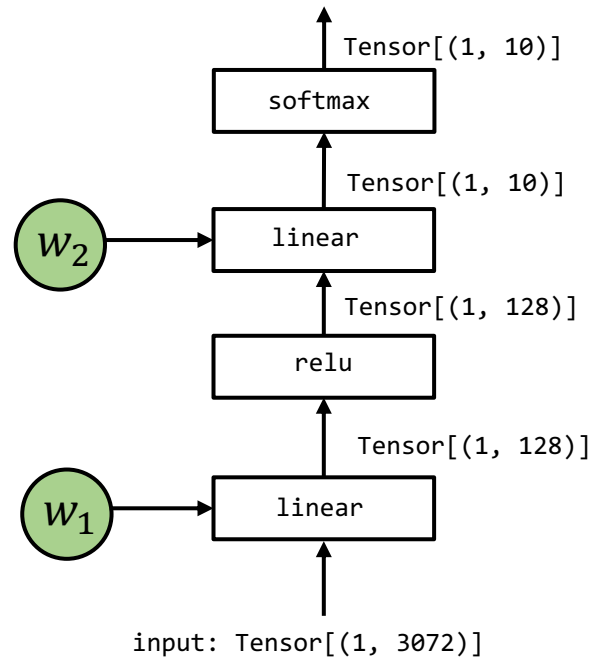 Tensor[(1, 10)]
softmax
Tensor[(1, 10)]
w₂
linear
Tensor[(1, 128)]
relu
Tensor[(1, 128)]
w₁
linear
input: Tensor[(1, 3072)]